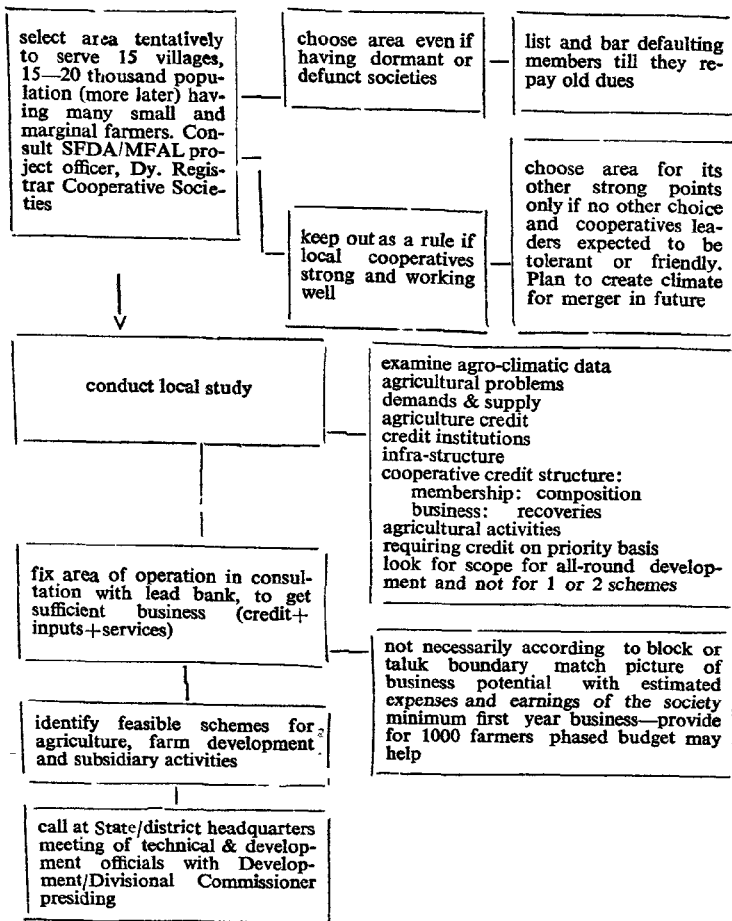 select area tentatively
to serve 15 villages,
15—20 thousand popu-
lation (more later) hav-
ing many small and
marginal farmers. Con-
sult SFDA/MFAL pro-
ject officer, Dy. Regis-
trar Cooperative Socie-
ties
choose area even if
having dormant or
defunct societies
list and bar defaulting
members till they re-
pay old dues
keep out as a rule if
local cooperatives
strong and working
well
choose area for its
other strong points
only if no other choice
and cooperatives lea-
ders expected to be
tolerant or friendly.
Plan to create climate
for merger in future
conduct local study
examine agro-climatic data
agricultural problems
demands & supply
agriculture credit
credit institutions
infra-structure
cooperative credit structure:
membership: composition
business: recoveries
agricultural activities
requiring credit on priority basis
look for scope for all-round develop-
ment and not for 1 or 2 schemes
fix area of operation in consul-
tation with lead bank, to get
sufficient business (credit+
inputs+services)
not necessarily according to block or
taluk boundary match picture of
business potential with estimated
expenses and earnings of the society
minimum first year business—provide
for 1000 farmers phased budget may
help
identify feasible schemes for
agriculture, farm development
and subsidiary activities
call at State/district headquarters
meeting of technical & develop-
ment officials with Develop-
ment/Divisional Commissioner
presiding